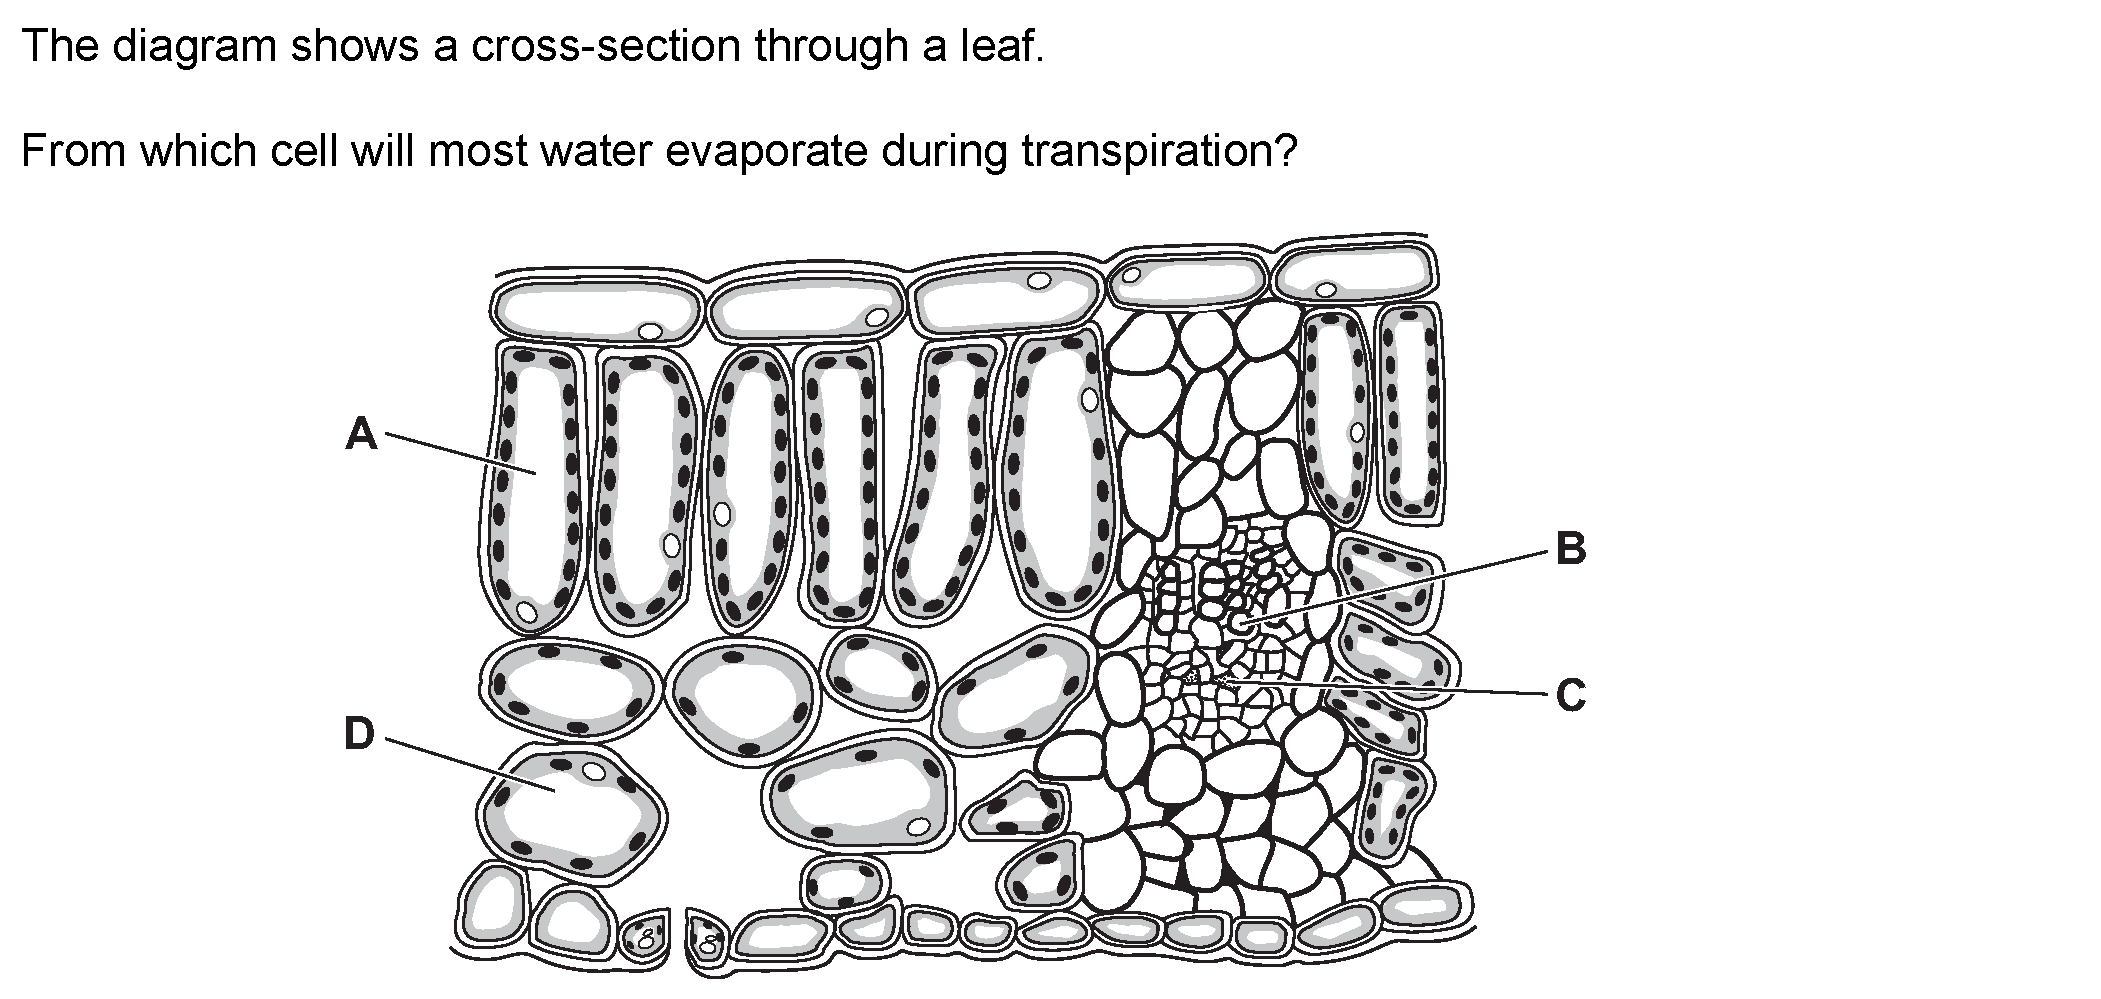 The diagram shows a cross-section through a leaf.
From which cell will most water evaporate during transpiration?
A
B
C
D